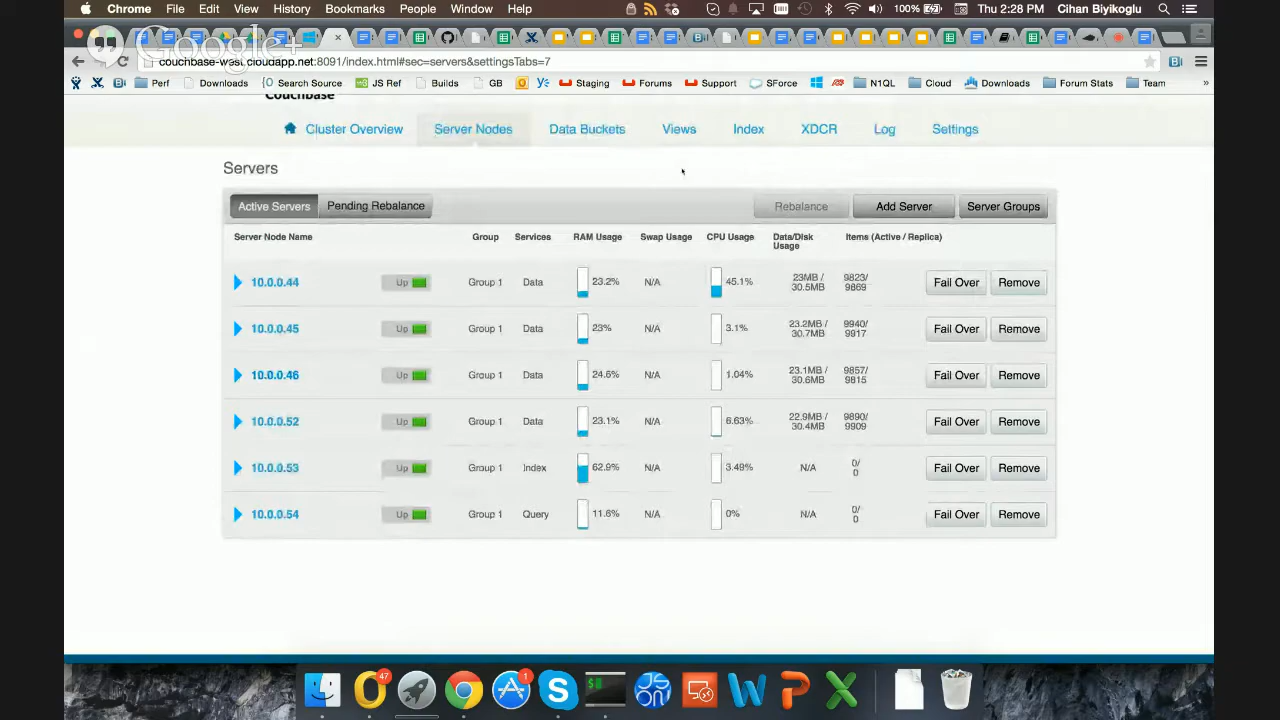 Chrome File Edit View History Bookmarks People Window Help 100% Thu 2:28 PM Cihan Biyikoglu
Google+
couchbase-west.cloudapp.net:8091/index.html#sec=servers&settingsTabs=7
Perf Downloads Search Source JS Ref Builds GB Staging Forums Support SForce N1QL Cloud Downloads Forum Stats Team »
Couchbase
Cluster Overview Server Nodes Data Buckets Views Index XDCR Log Settings
Servers
Active Servers Pending Rebalance Rebalance Add Server Server Groups
Server Node Name Group Services RAM Usage Swap Usage CPU Usage Data/Disk Usage Items (Active / Replica)
10.0.0.44 Up Group 1 Data 23.2% N/A 45.1% 23MB / 30.5MB 9823/ 9869 Fail Over Remove
10.0.0.45 Up Group 1 Data 23% N/A 3.1% 23.2MB / 30.7MB 9940/ 9917 Fail Over Remove
10.0.0.46 Up Group 1 Data 24.6% N/A 1.04% 23.1MB / 30.6MB 9857/ 9815 Fail Over Remove
10.0.0.52 Up Group 1 Data 23.1% N/A 6.63% 22.9MB / 30.4MB 9890/ 9909 Fail Over Remove
10.0.0.53 Up Group 1 Index 62.9% N/A 3.49% N/A 0/ 0 Fail Over Remove
10.0.0.54 Up Group 1 Query 11.6% N/A 0% N/A 0/ 0 Fail Over Remove
47 1